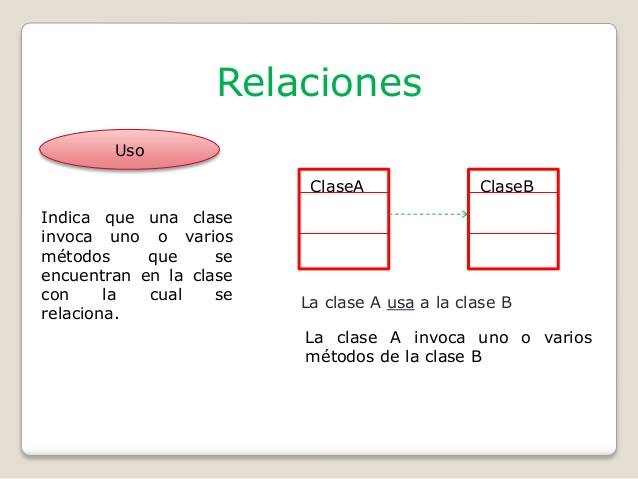 Relaciones
Uso
Indica que una clase
invoca uno o varios
métodos que se
encuentran en la clase
con la cual se
relaciona.
ClaseA
ClaseB
La clase A usa a la clase B
La clase A invoca uno o varios
métodos de la clase B